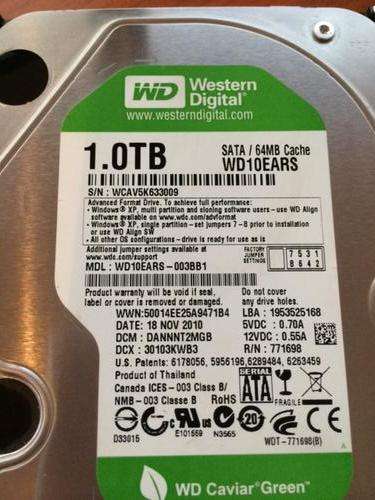 WD Western Digital®
www.westerndigital.com
1.0TB
SATA / 64MB Cache
WD10EARS
S/N : WCAV5K633009
Advanced Format Drive. To achieve full performance:
• Windows® XP, multi partition and cloning software users - use WD Align
software available on www.wdc.com/advformat
• Windows® XP, single partition - set jumpers 7 - 8 prior to installation
or use WD Align SW
• All other OS configurations - drive is ready for use as is
Additional settings available at
www.wdc.com/support
FACTORY JUMPER SETTINGS
7 5 3 1
8 6 4 2
MDL : WD10EARS-003BB1
Product warranty will be void if seal,
label or cover is removed or damaged.
Do not cover
any drive holes.
WWN:50014EE25A9471B4
LBA : 1953525168
DATE : 18 NOV 2010
5VDC : 0.70A
DCM : DANNNT2MGB
12VDC : 0.55A
DCX : 30103KWB3
R/N : 771698
U.S. Patents: 6178056, 5956196, 6289484, 6263459
Product of Thailand
Canada ICES - 003 Class B/
NMB - 003 Classe B
SERIAL
ATA
FRAGILE
RoHS
D33015
E101559
N3565
20
WDT-771698(B)
WD Caviar®Green™